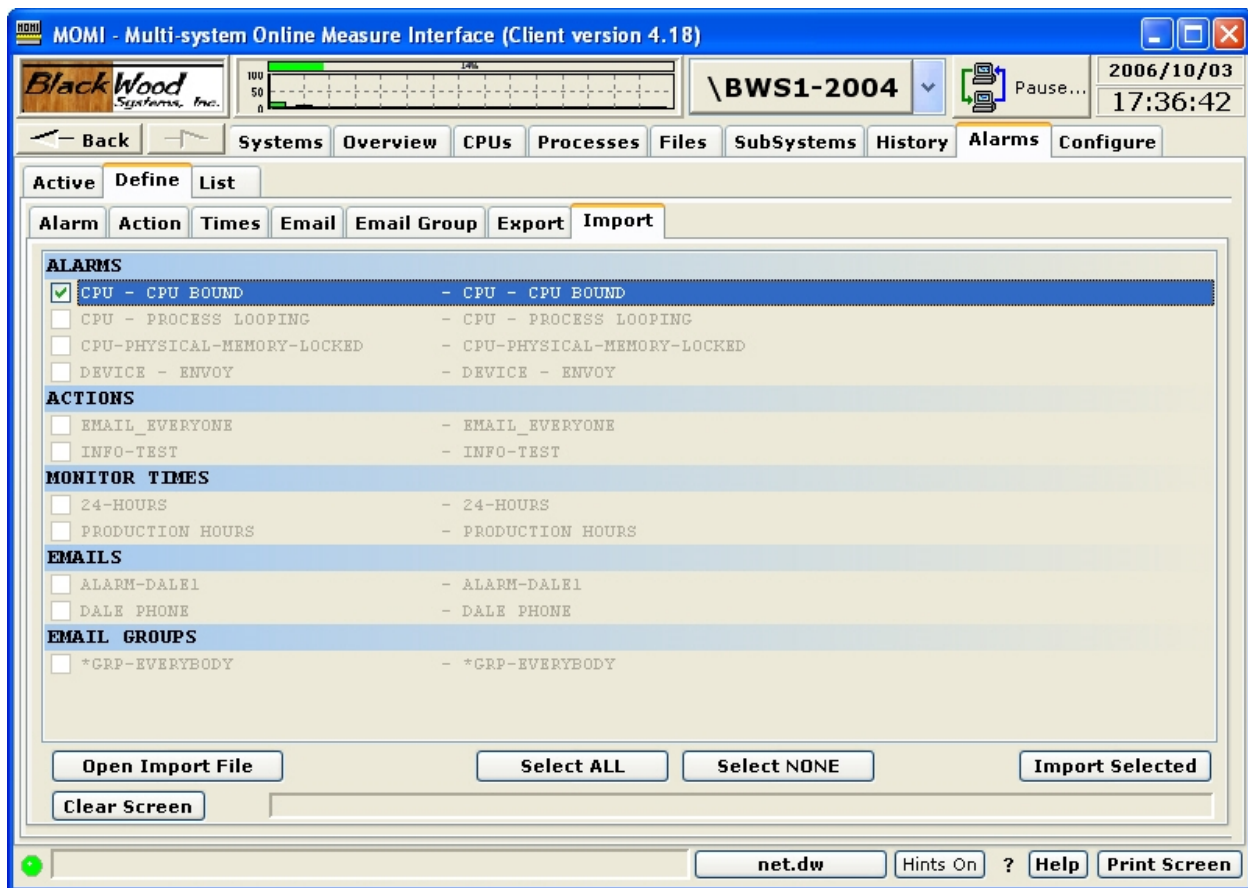 MOMI - Multi-system Online Measure Interface (Client version 4.18)
BlackWood Systems, Inc.
14%
100
50
0
\BWS1-2004
Pause...
2006/10/03
17:36:42
Back
Systems Overview CPUs Processes Files SubSystems History Alarms Configure
Active Define List
Alarm Action Times Email Email Group Export Import
ALARMS
CPU - CPU BOUND - CPU - CPU BOUND
CPU - PROCESS LOOPING - CPU - PROCESS LOOPING
CPU-PHYSICAL-MEMORY-LOCKED - CPU-PHYSICAL-MEMORY-LOCKED
DEVICE - ENVOY - DEVICE - ENVOY
ACTIONS
EMAIL_EVERYONE - EMAIL_EVERYONE
INFO-TEST - INFO-TEST
MONITOR TIMES
24-HOURS - 24-HOURS
PRODUCTION HOURS - PRODUCTION HOURS
EMAILS
ALARM-DALE1 - ALARM-DALE1
DALE PHONE - DALE PHONE
EMAIL GROUPS
*GRP-EVERYBODY - *GRP-EVERYBODY
Open Import File Select ALL Select NONE Import Selected
Clear Screen
net.dw Hints On ? Help Print Screen